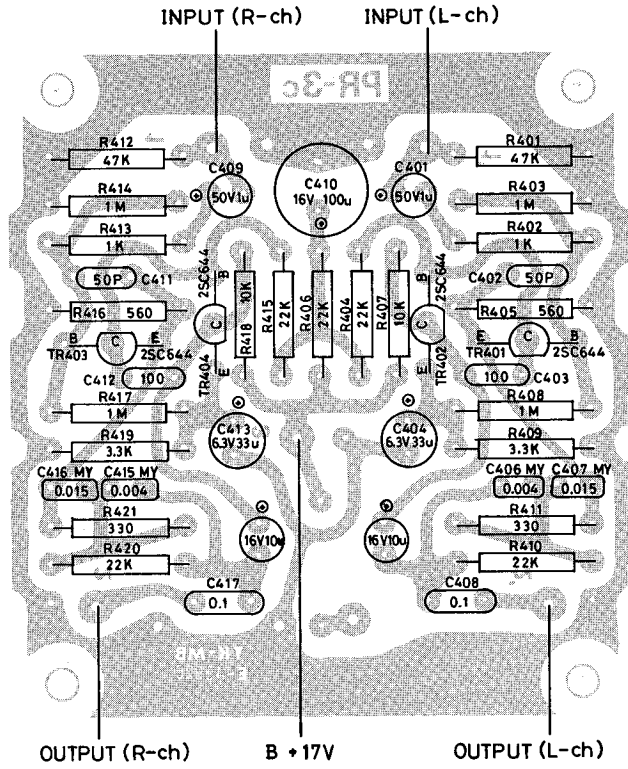 INPUT (R-ch) INPUT (L-ch)
PR-3c
R412 R401
47K 47K
C409 C401
C410
16V 100u
R414 R403
1M 50V1u 50V1u 1M
R413 R402
1K 1K
50P C411 2SC644 B B 2SC644 C402 50P
R416 560 R405 560
R418 10K R415 22K R406 22K R404 22K R407 10K
C C
B C E B
TR403 2SC644
E C B
TR401 2SC644
TR404 E E TR402
C412 100 100 C403
R417 R408
1M 1M
R419 R409
3.3K 3.3K
C413 C404
6.3V33u 6.3V33u
C416 MY C415 MY C406 MY C407 MY
0.015 0.004 0.004 0.015
R421 R411
330 330
16V10u 16V10u
R420 R410
22K 22K
C417 C408
0.1 0.1
OUTPUT (R-ch) B +17V OUTPUT (L-ch)